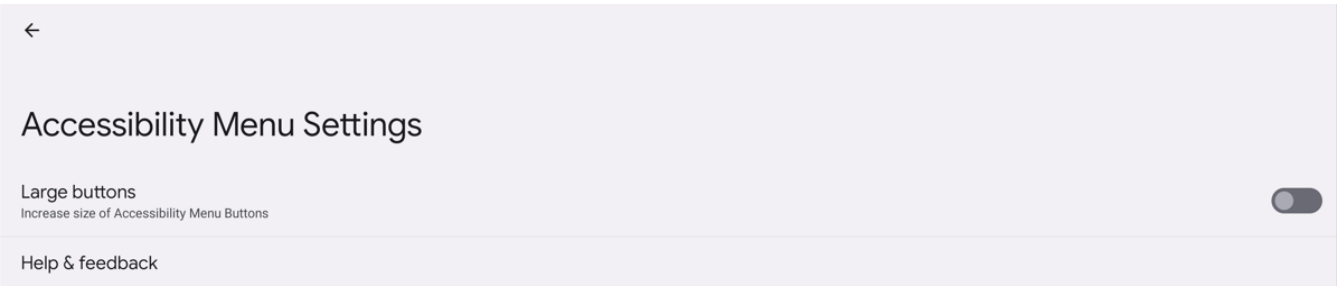 Accessibility Menu Settings
Large buttons
Increase size of Accessibility Menu Buttons
Help & feedback